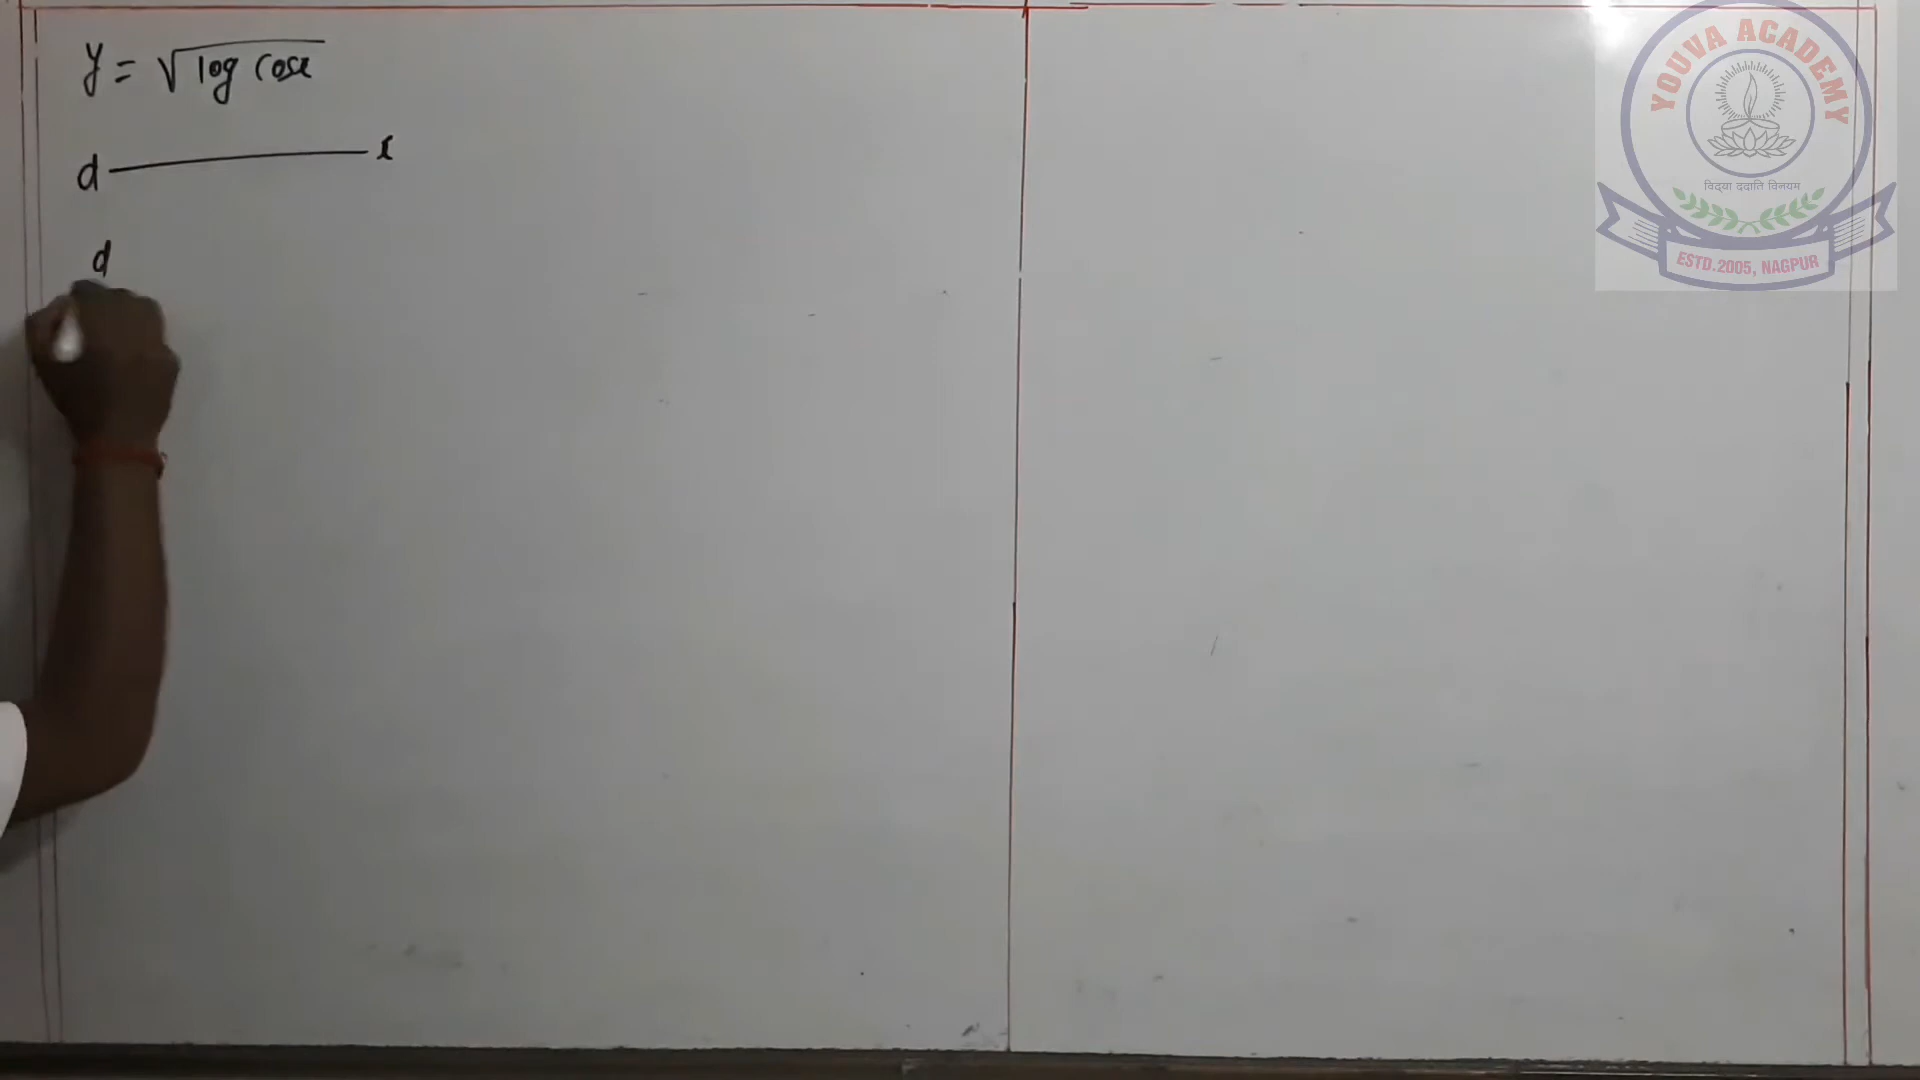 y = √log cosx
d x
d
YOUVA ACADEMY
विद्या ददाति विनयम
ESTD.2005, NAGPUR